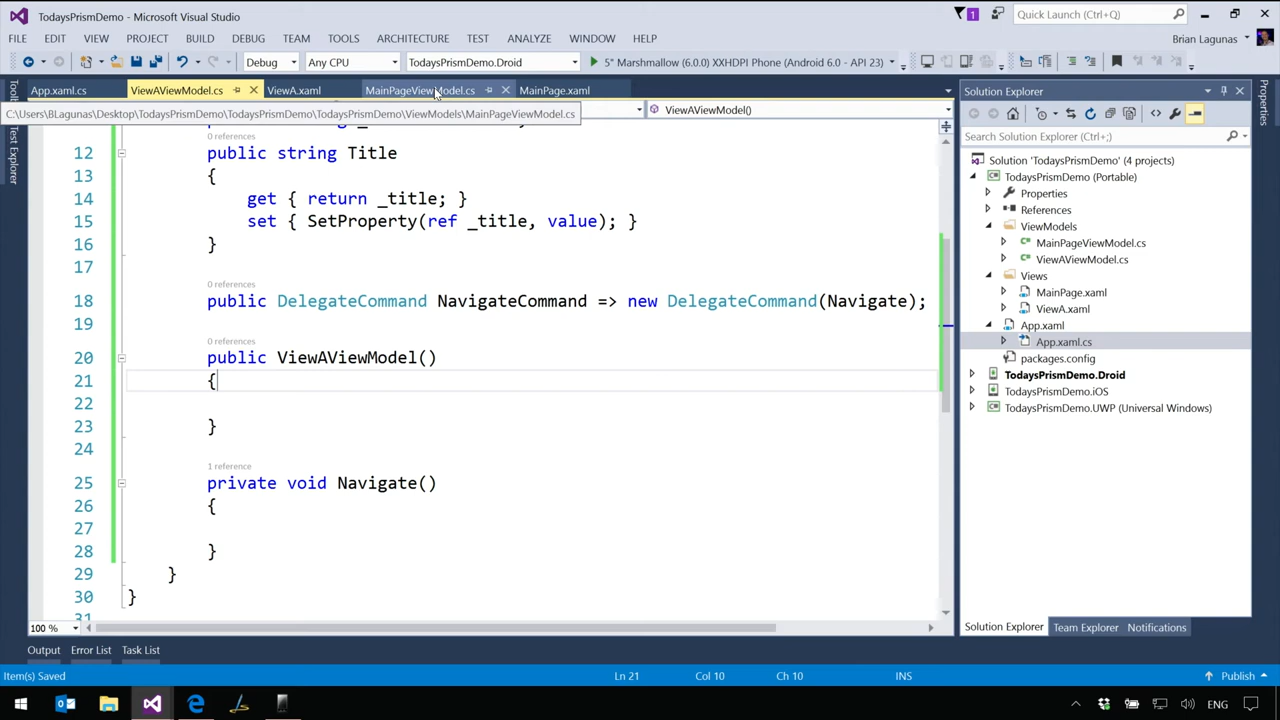 TodaysPrismDemo - Microsoft Visual Studio
1
Quick Launch (Ctrl+Q)
FILE EDIT VIEW PROJECT BUILD DEBUG TEAM TOOLS ARCHITECTURE TEST ANALYZE WINDOW HELP
Brian Lagunas
Debug Any CPU TodaysPrismDemo.Droid 5" Marshmallow (6.0.0) XXHDPI Phone (Android 6.0 - API 23)
App.xaml.cs ViewAViewModel.cs ViewA.xaml MainPageViewModel.cs MainPage.xaml
C:\Users\BLagunas\Desktop\TodaysPrismDemo\TodaysPrismDemo\TodaysPrismDemo\ViewModels\MainPageViewModel.cs
ViewAViewModel()
0 references
12 public string Title
13 {
14 get { return _title; }
15 set { SetProperty(ref _title, value); }
16 }
17
0 references
18 public DelegateCommand NavigateCommand => new DelegateCommand(Navigate);
19
0 references
20 public ViewAViewModel()
21 {
22
23 }
24
1 reference
25 private void Navigate()
26 {
27
28 }
29 }
30 }
31
100 %
Test Explorer
Solution Explorer
Search Solution Explorer (Ctrl+;)
Solution 'TodaysPrismDemo' (4 projects)
TodaysPrismDemo (Portable)
Properties
References
ViewModels
MainPageViewModel.cs
ViewAViewModel.cs
Views
MainPage.xaml
ViewA.xaml
App.xaml
App.xaml.cs
packages.config
TodaysPrismDemo.Droid
TodaysPrismDemo.iOS
TodaysPrismDemo.UWP (Universal Windows)
Solution Explorer Team Explorer Notifications
Properties
Output Error List Task List
Item(s) Saved Ln 21 Col 10 Ch 10 INS Publish
ENG